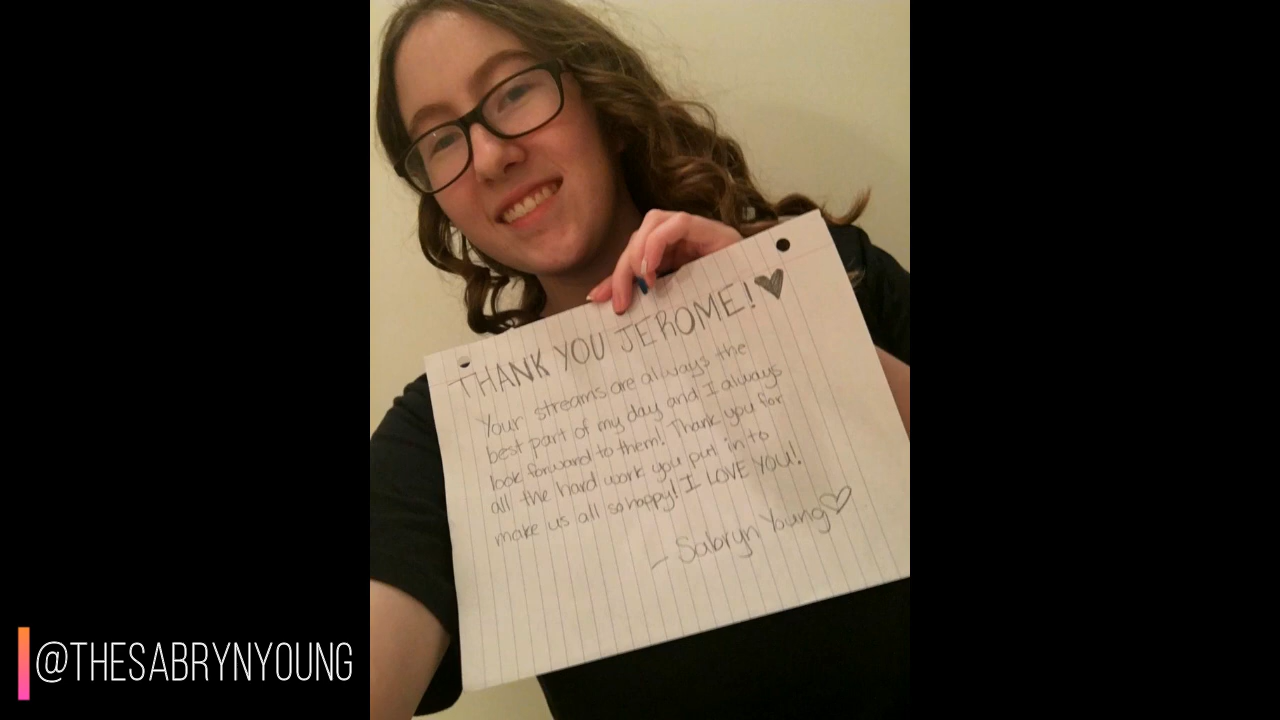 THANK YOU JEROME!♥
Your streams are always the
best part of my day and I always
look forward to them! Thank you for
all the hard work you put in to
make us all so happy! I LOVE YOU!
- Sabryn Young♡
@THESABRYNYOUNG